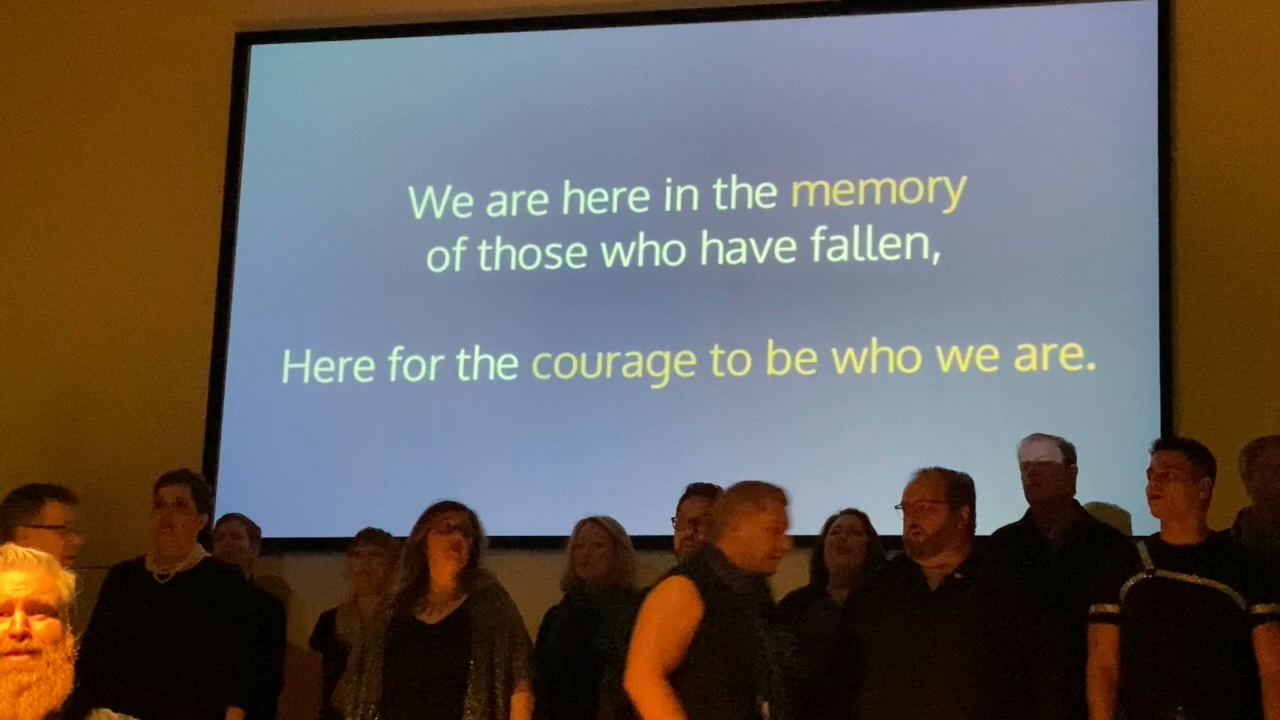 We are here in the memory
of those who have fallen,
Here for the courage to be who we are.